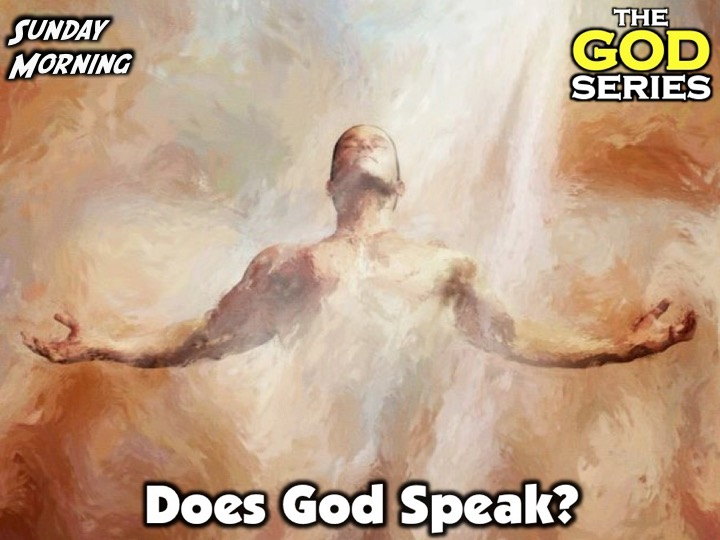 Sunday
Morning
THE
GOD
SERIES
Does God Speak?